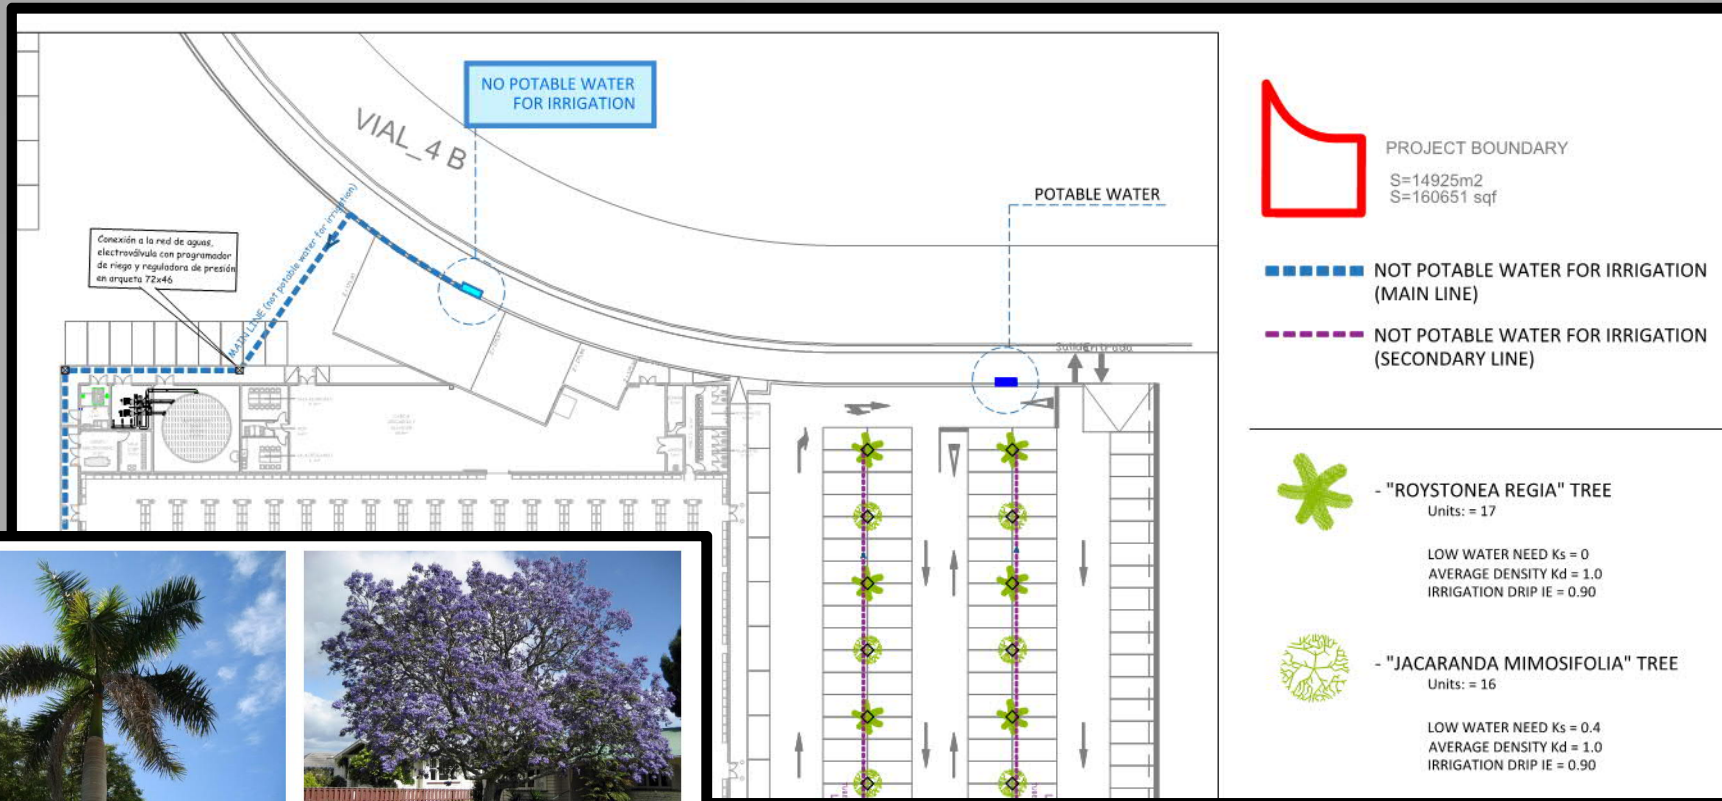 NO POTABLE WATER
FOR IRRIGATION
VIAL_4 B
POTABLE WATER
Conexión a la red de aguas,
electroválvula con programador
de riego y reguladora de presión
en arqueta 72x46
MAIN LINE (not potable water for irrigation)
Salida Entrada
PROJECT BOUNDARY
S=14925m2
S=160651 sqf
NOT POTABLE WATER FOR IRRIGATION
(MAIN LINE)
NOT POTABLE WATER FOR IRRIGATION
(SECONDARY LINE)
- "ROYSTONEA REGIA" TREE
Units: = 17
LOW WATER NEED Ks = 0
AVERAGE DENSITY Kd = 1.0
IRRIGATION DRIP IE = 0.90
- "JACARANDA MIMOSIFOLIA" TREE
Units: = 16
LOW WATER NEED Ks = 0.4
AVERAGE DENSITY Kd = 1.0
IRRIGATION DRIP IE = 0.90